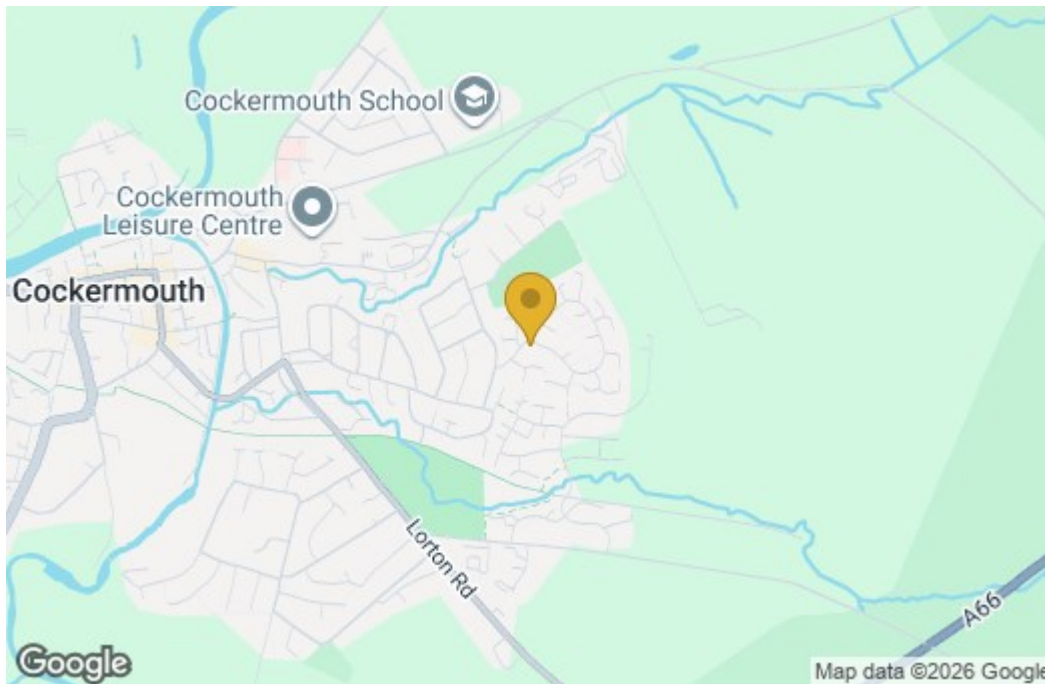 Cockermouth School
Cockermouth
Leisure Centre
Cockermouth
Lorton Rd
A66
Google
Map data ©2026 Google